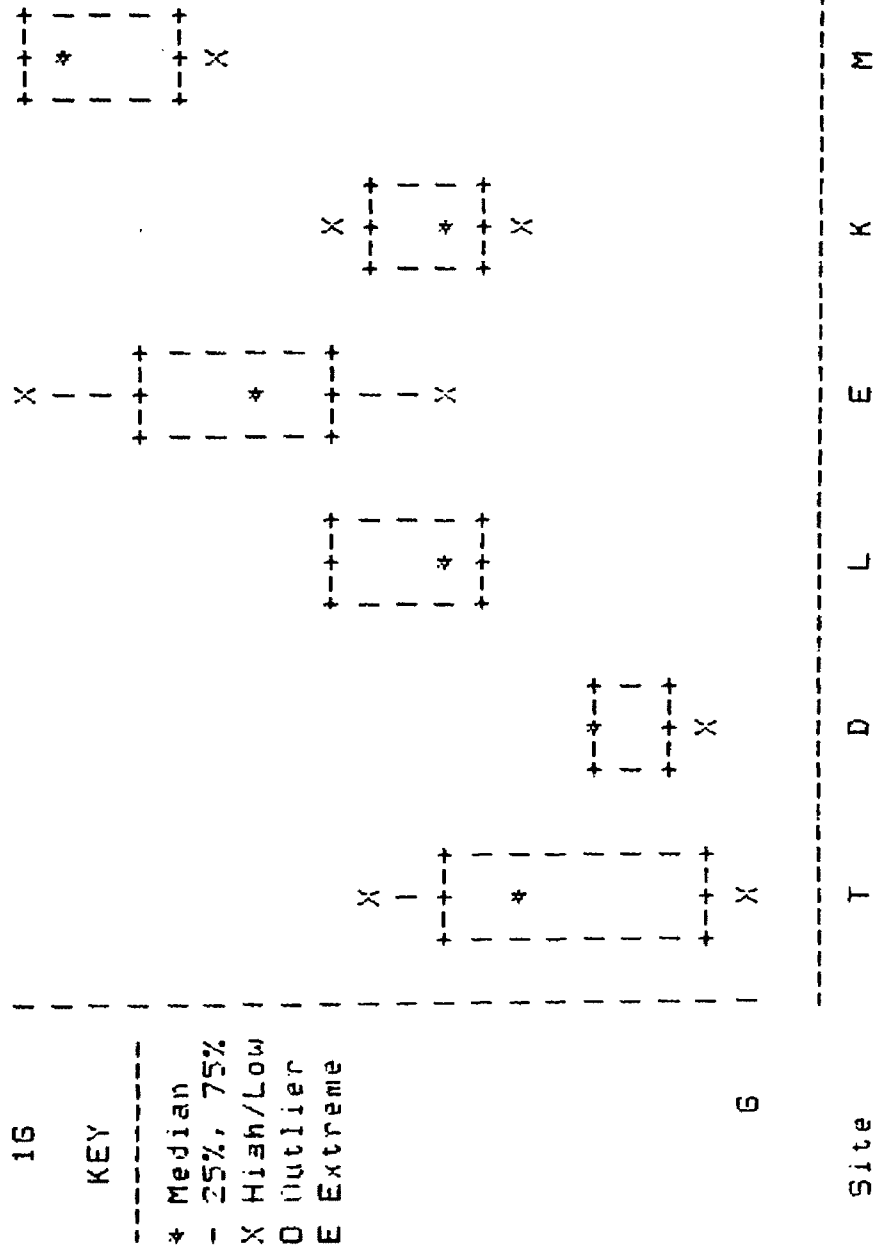 16
KEY
---------
* Median
- 25%, 75%
X High/Low
O Outlier
E Extreme
6
Site T D L E K M